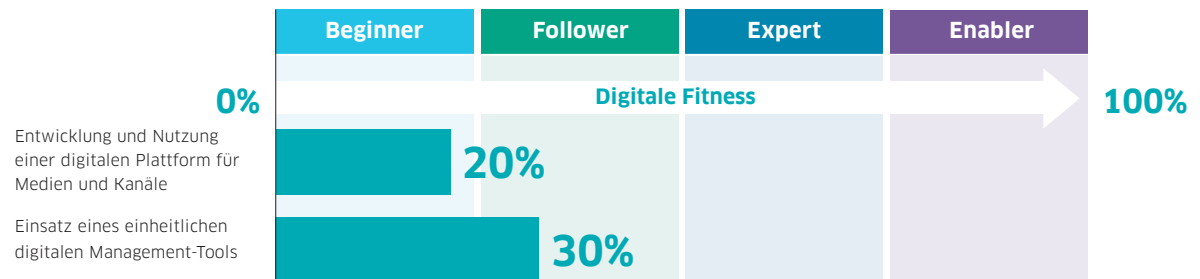 Beginner Follower Expert Enabler
0% Digitale Fitness 100%
Entwicklung und Nutzung
einer digitalen Plattform für
Medien und Kanäle
20%
Einsatz eines einheitlichen
digitalen Management-Tools
30%